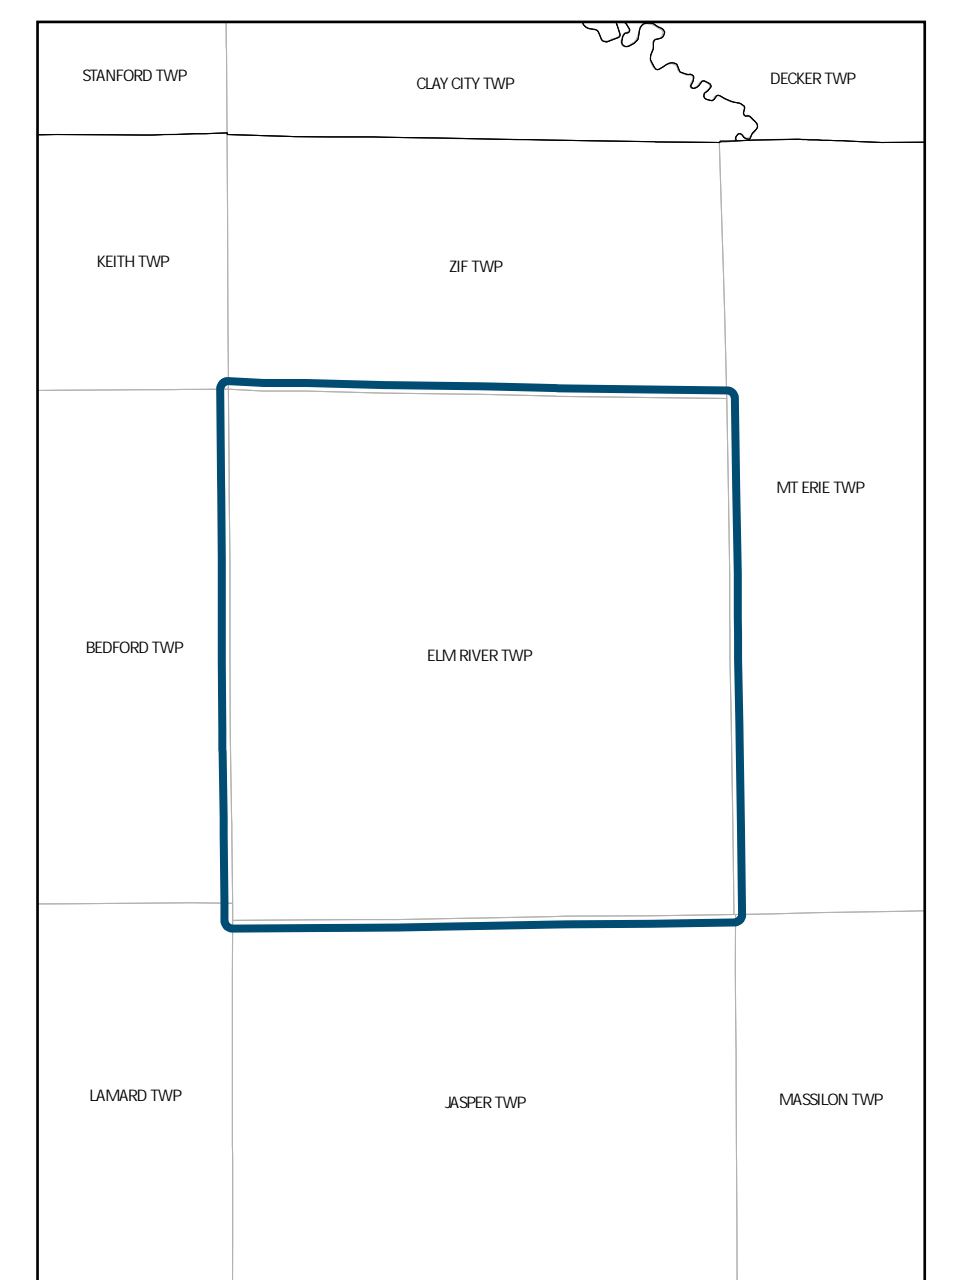 STANFORD TWP
CLAY CITY TWP
DECKER TWP
KEITH TWP
ZIF TWP
MT ERIE TWP
BEDFORD TWP
ELM RIVER TWP
LAMARD TWP
JASPER TWP
MASSILON TWP